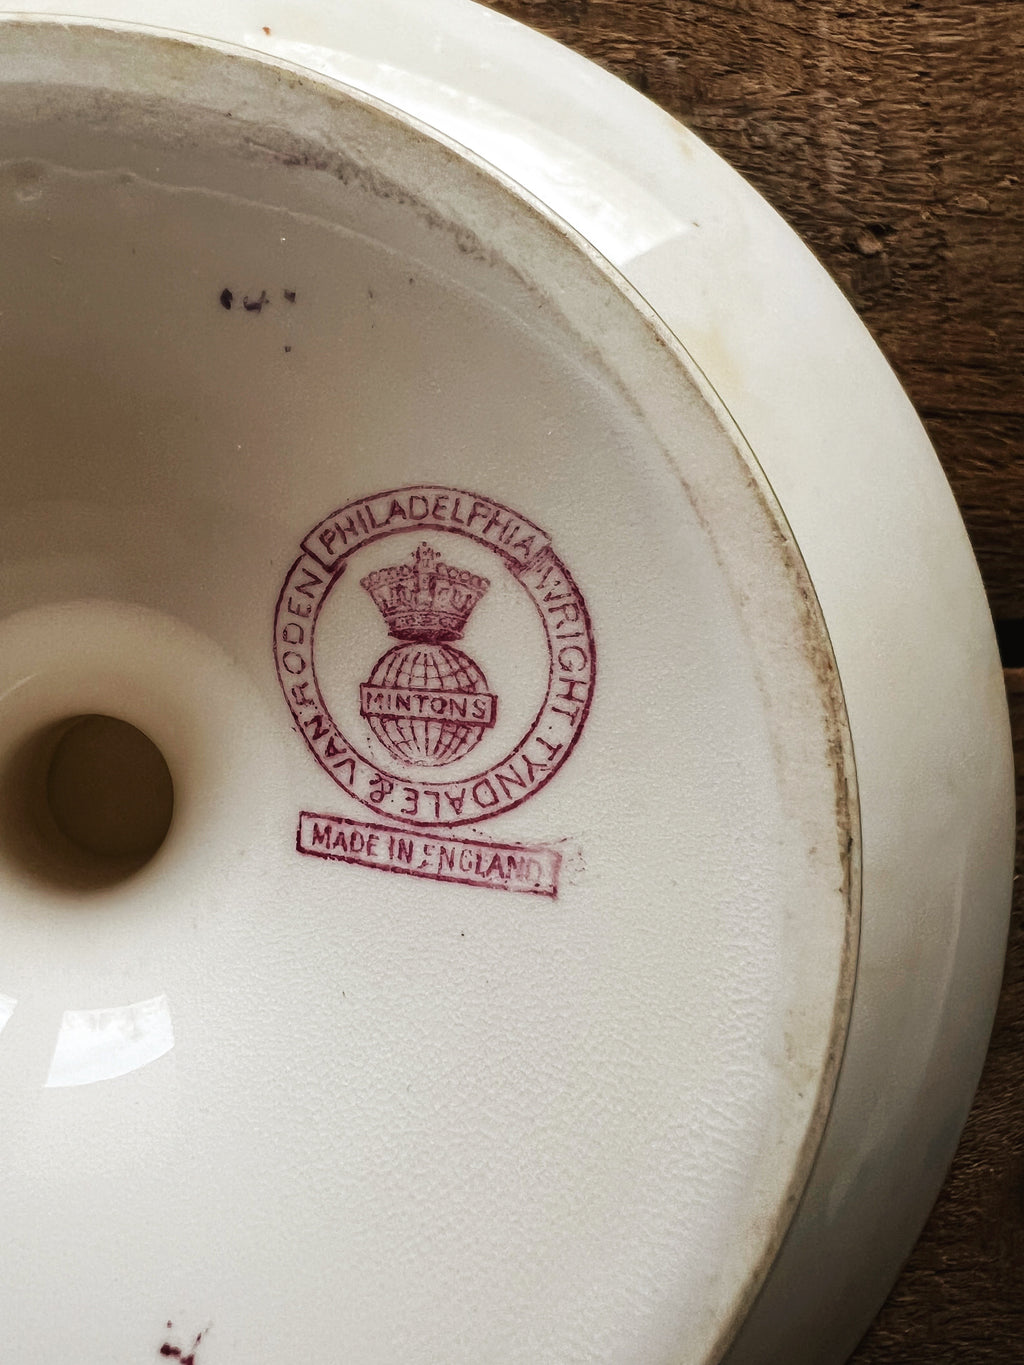 PHILADELPHIA
WRIGHT. TYNDALE & VAN.RODEN
MINTONS
MADE IN ENGLAND